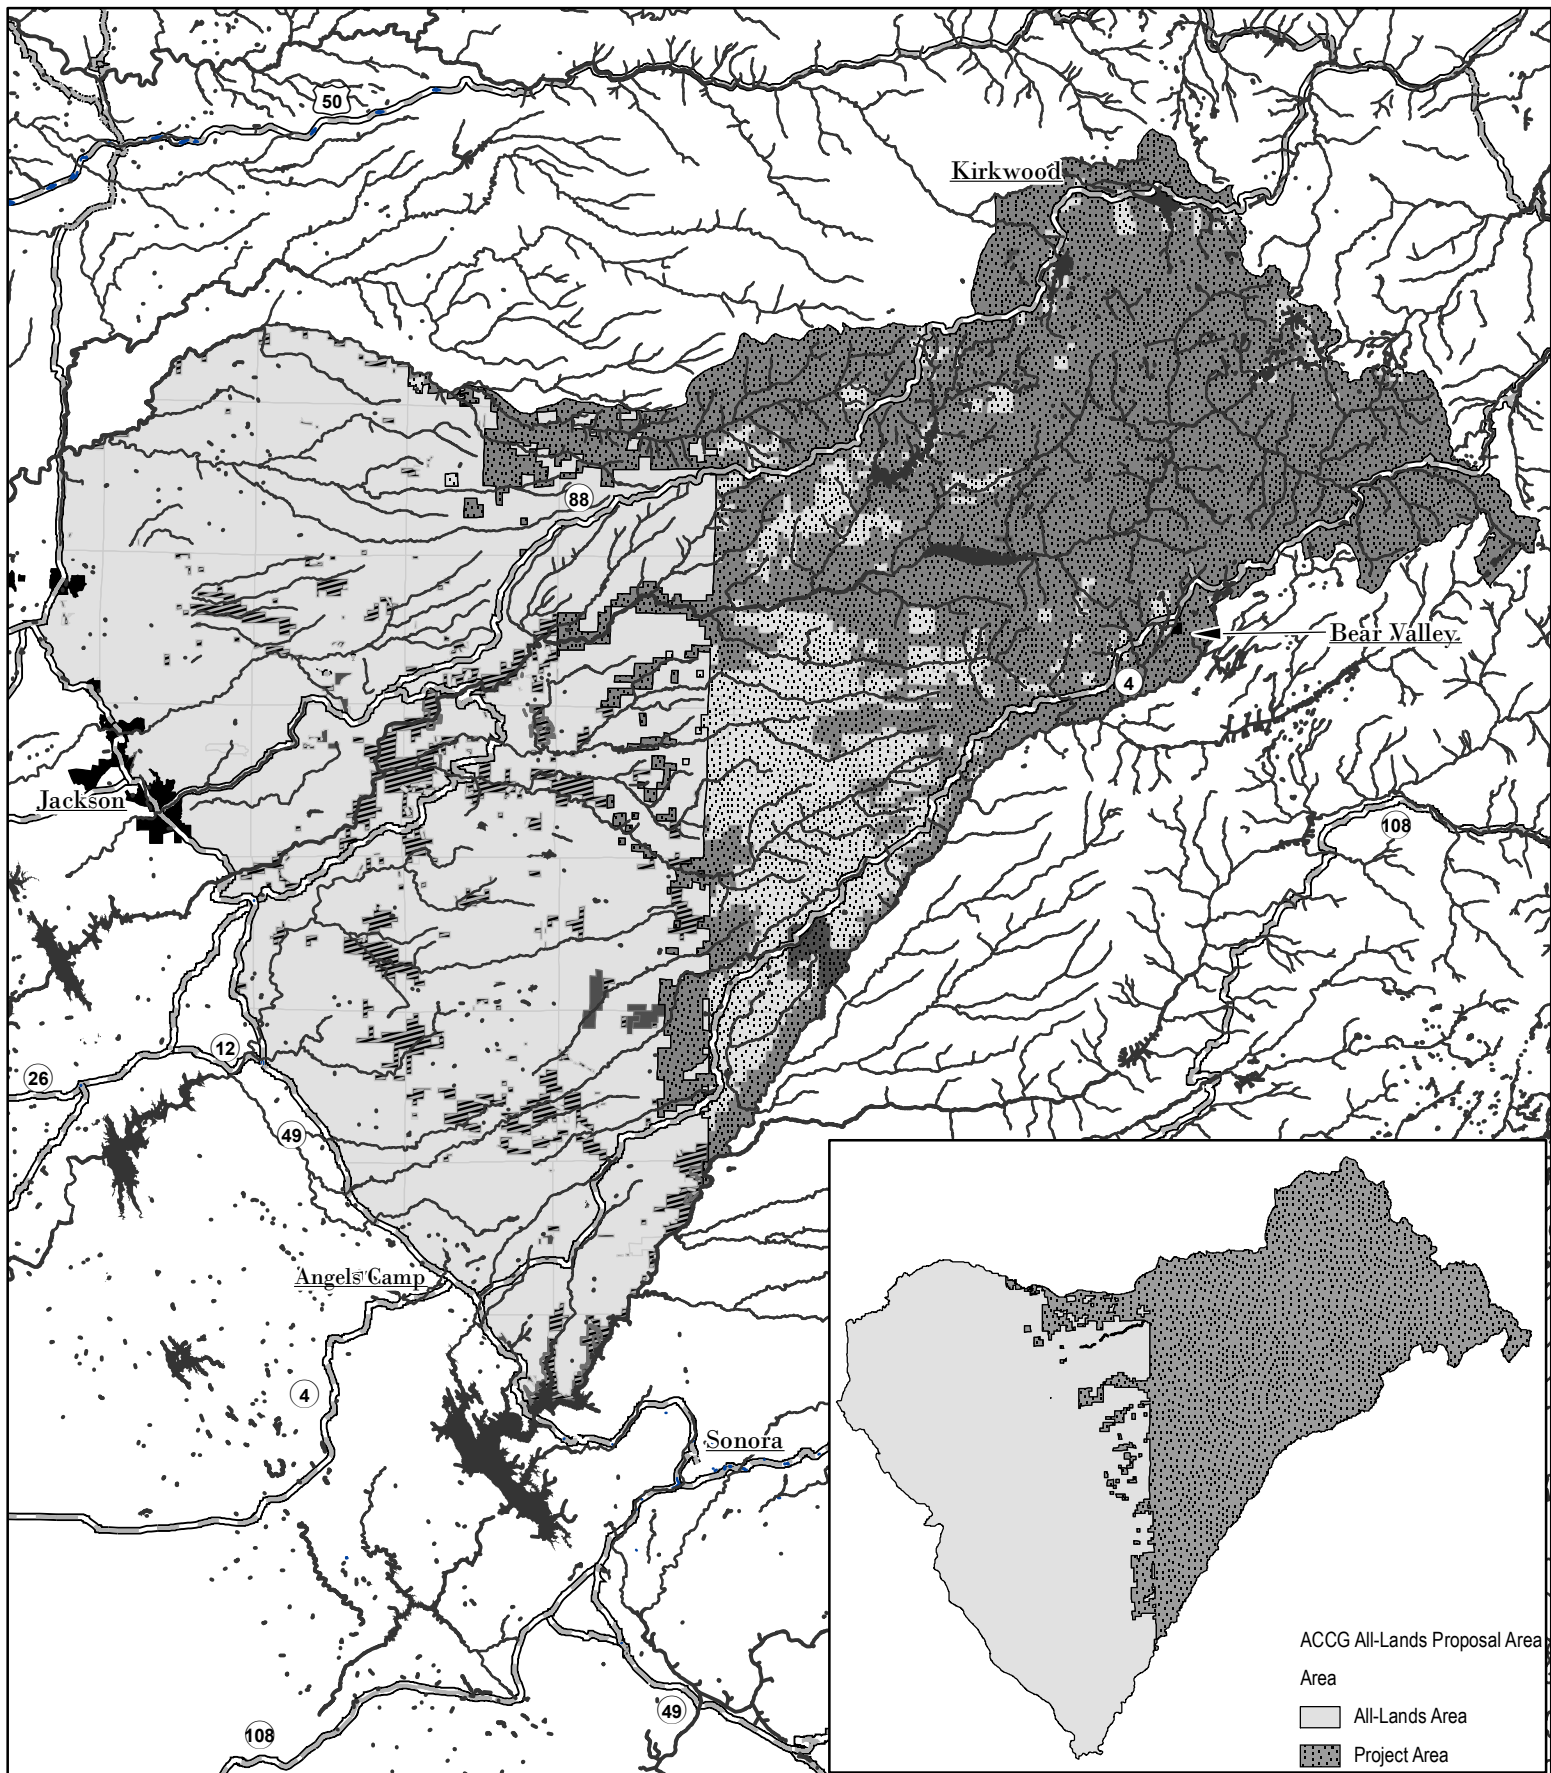 50
Kirkwood
88
Bear Valley
4
Jackson
108
12
26
49
Angels Camp
4
Sonora
49
108
ACCG All-Lands Proposal Area
Area
All-Lands Area
Project Area